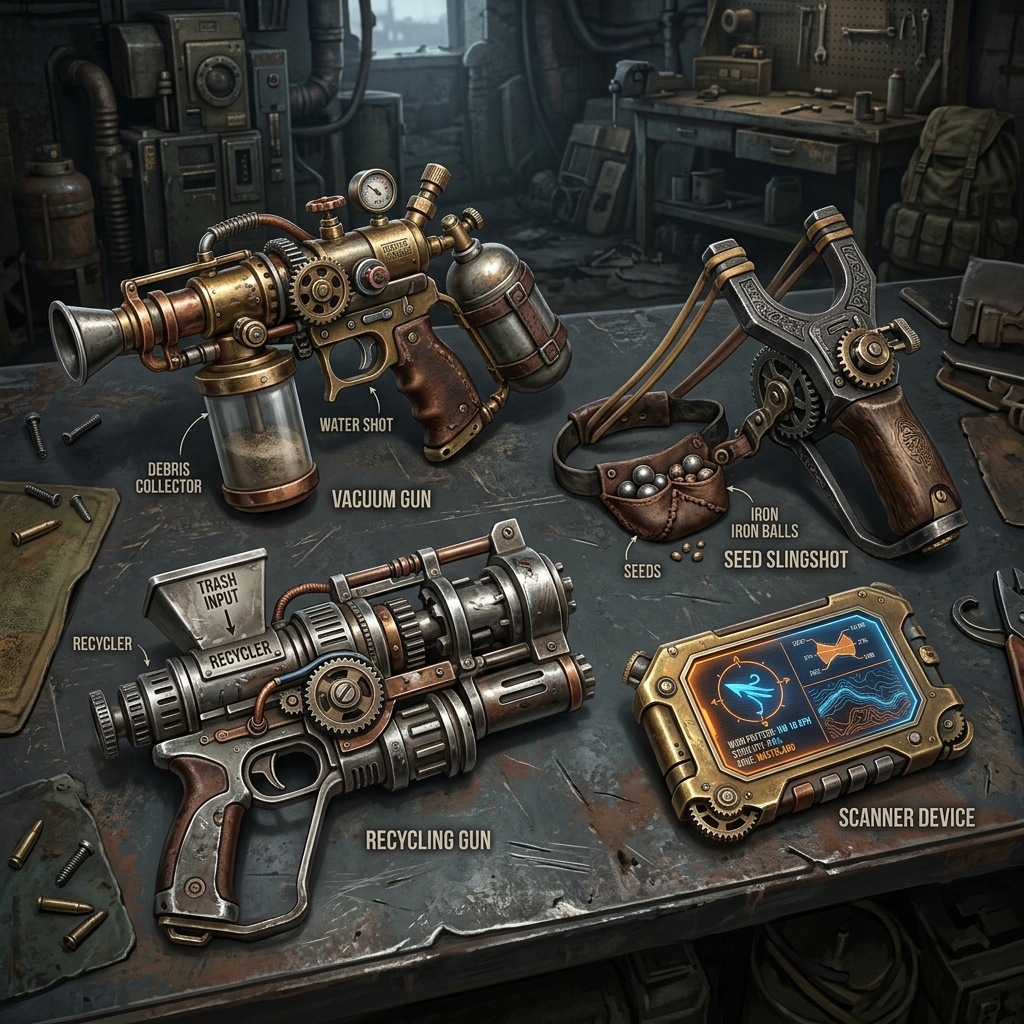 WATER SHOT
DEBRIS
COLLECTOR
VACUUM GUN
IRON
IRON BALLS
SEEDS
SEED SLINGSHOT
TRASH
INPUT
RECYCLER
RECYCLER
RECYCLING GUN
SCANNER DEVICE